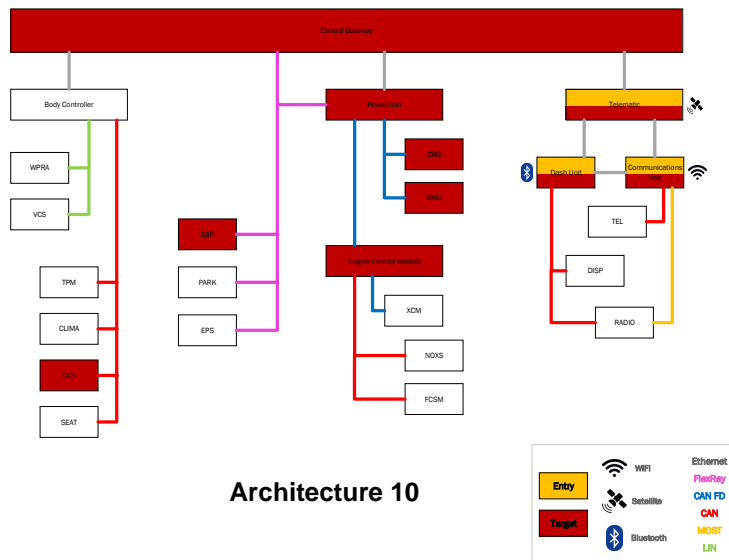 Central Gateway
Body Controller
Powertrain
Telematic
CRG
WPRA
Dash Unit
Communications
Unit
BMU
VCS
TEL
ESP
Engine Control Module
DISP
TPM
PARK
XCM
CLIMA
EPS
RADIO
NOXS
CLS
FCSM
SEAT
Architecture 10
Entry
Target
WiFi
Satellite
Bluetooth
Ethernet
FlexRay
CAN FD
CAN
MOST
LIN